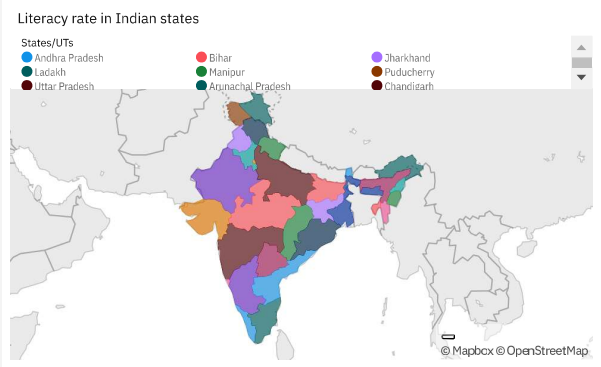 Literacy rate in Indian states
States/UTs
Andhra Pradesh Bihar Jharkhand
Ladakh Manipur Puducherry
Uttar Pradesh Arunachal Pradesh Chandigarh
© Mapbox © OpenStreetMap